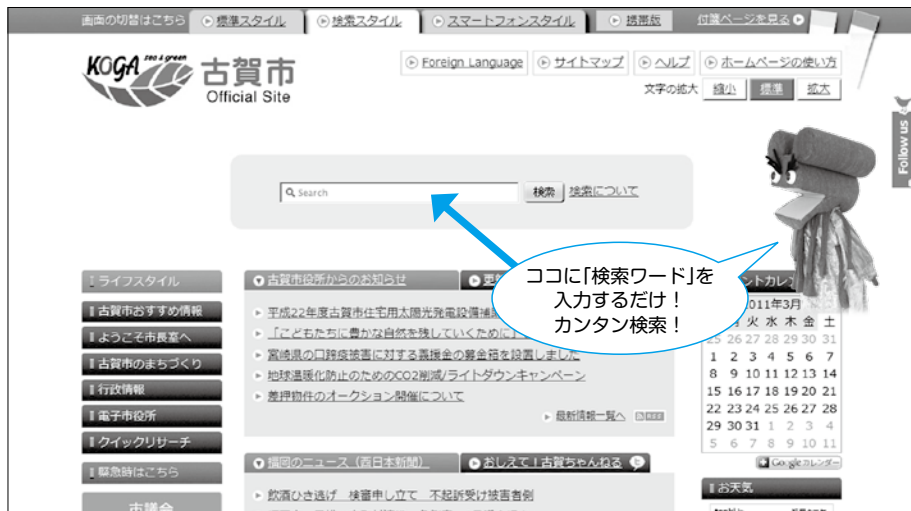 画面の切替はこちら 標準スタイル 検索スタイル スマートフォンスタイル 携帯版 付箋ページを見る
KOGA sea & green 古賀市
Official Site
Foreign Language サイトマップ ヘルプ ホームページの使い方
文字の拡大 縮小 標準 拡大
Follow us
Search 検索 検索について
ココに「検索ワード」を
入力するだけ！
カンタン検索！
ライフスタイル
古賀市おすすめ情報
ようこそ市長室へ
古賀市のまちづくり
行政情報
電子市役所
クイックリサーチ
緊急時はこちら
市議会
古賀市役所からのお知らせ
平成22年度古賀市住宅用太陽光発電設備補
「こどもたちに豊かな自然を残していくために」
宮崎県の口蹄疫被害に対する義援金の募金箱を設置しました
地球温暖化防止のためのCO2削減/ライトダウンキャンペーン
差押物件のオークション開催について
最新情報一覧へ RSS
福岡のニュース（西日本新聞） おしえて！古賀ちゃんねる
飲酒ひき逃げ 検審申し立て 不起訴受け被害者側
ントカレン
011年3月
火 水 木 金 土
25 26 27 28 29 30 31
1 2 3 4 5 6 7
8 9 10 11 12 13 14
15 16 17 18 19 20 21
22 23 24 25 26 27 28
29 30 31 1 2 3 4
5 6 7 8 9 10 11
Google カレンダー
お天気